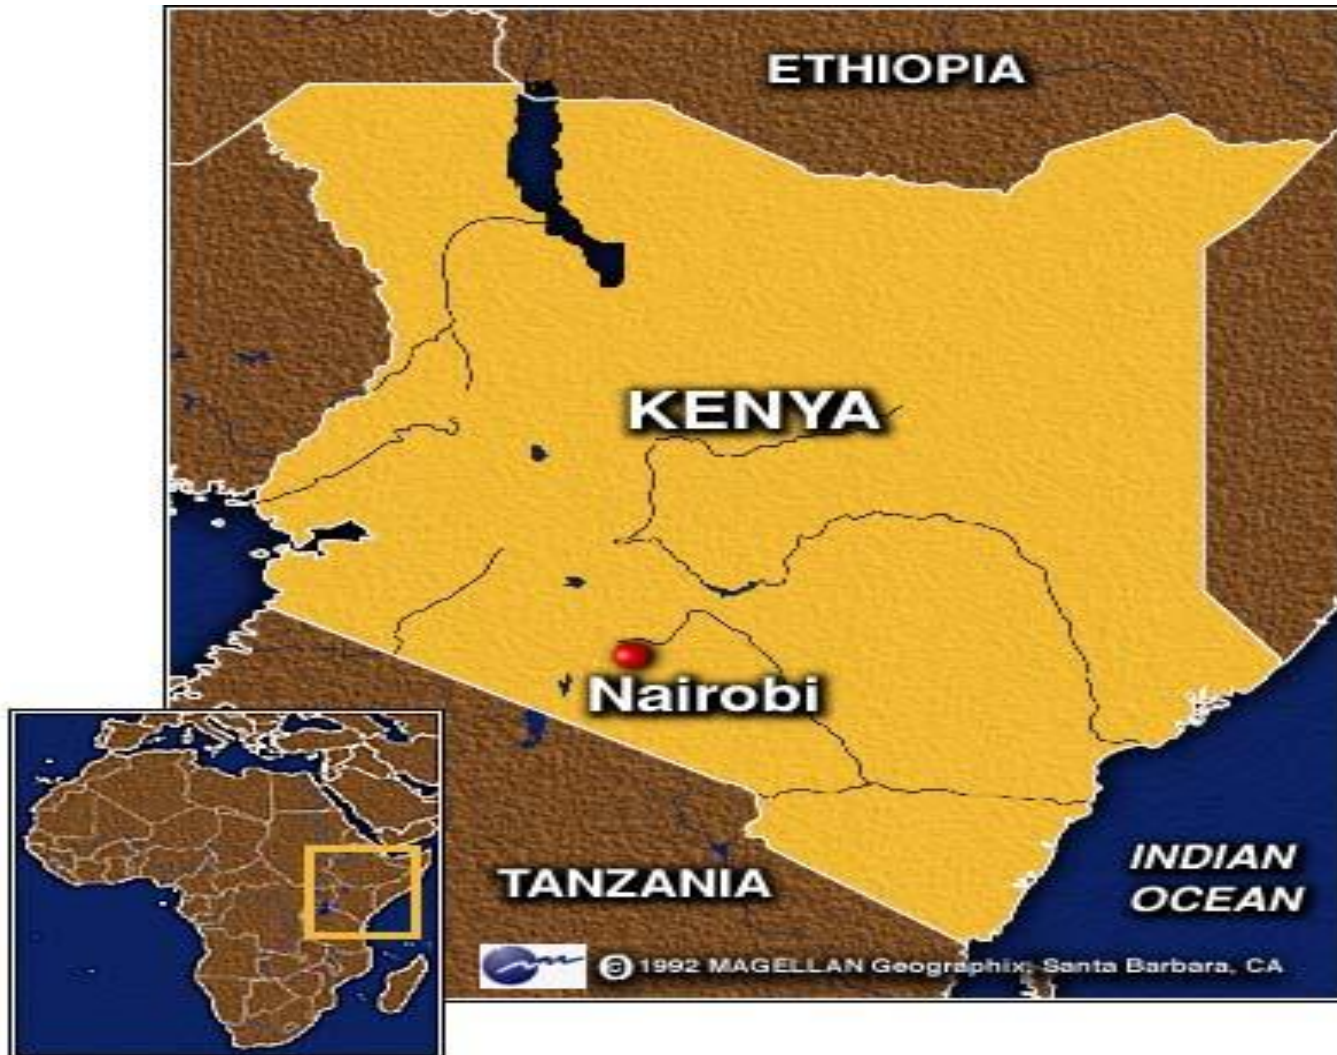 ETHIOPIA
KENYA
Nairobi
TANZANIA
INDIAN
OCEAN
© 1992 MAGELLAN Geographix, Santa Barbara, CA